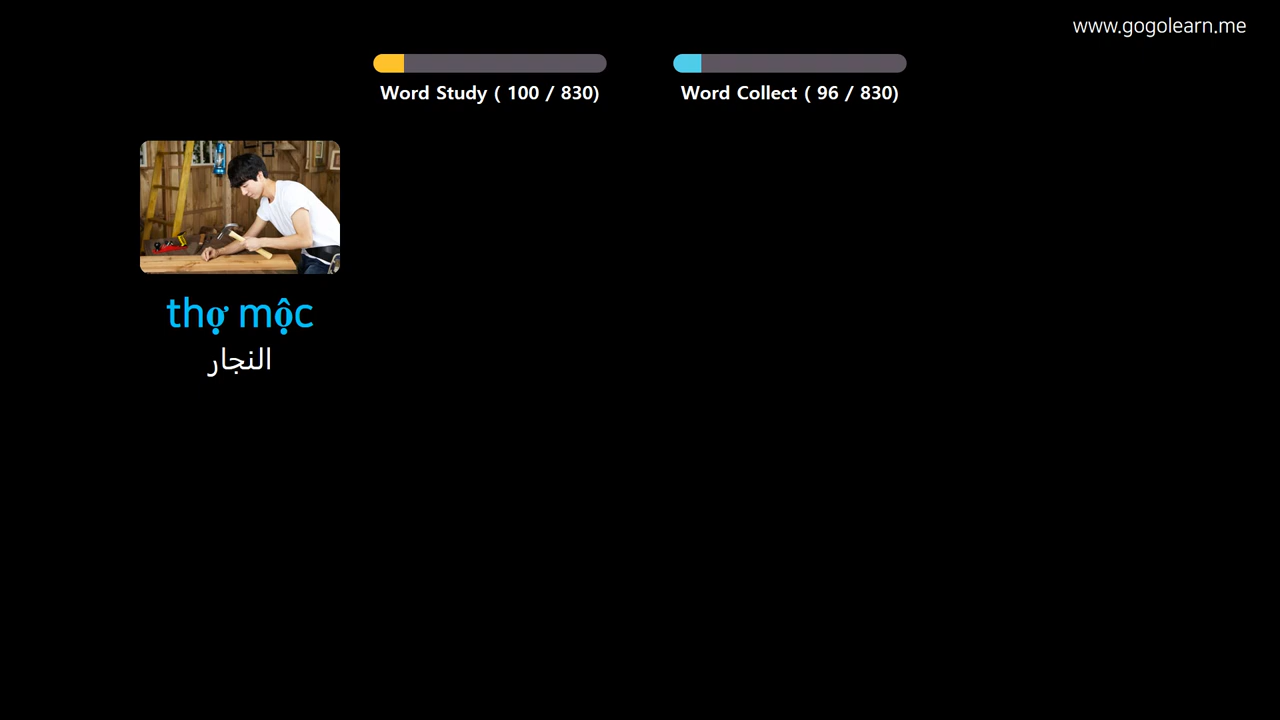 www.gogolearn.me
Word Study ( 100 / 830)
Word Collect ( 96 / 830)
thợ mộc
النجار